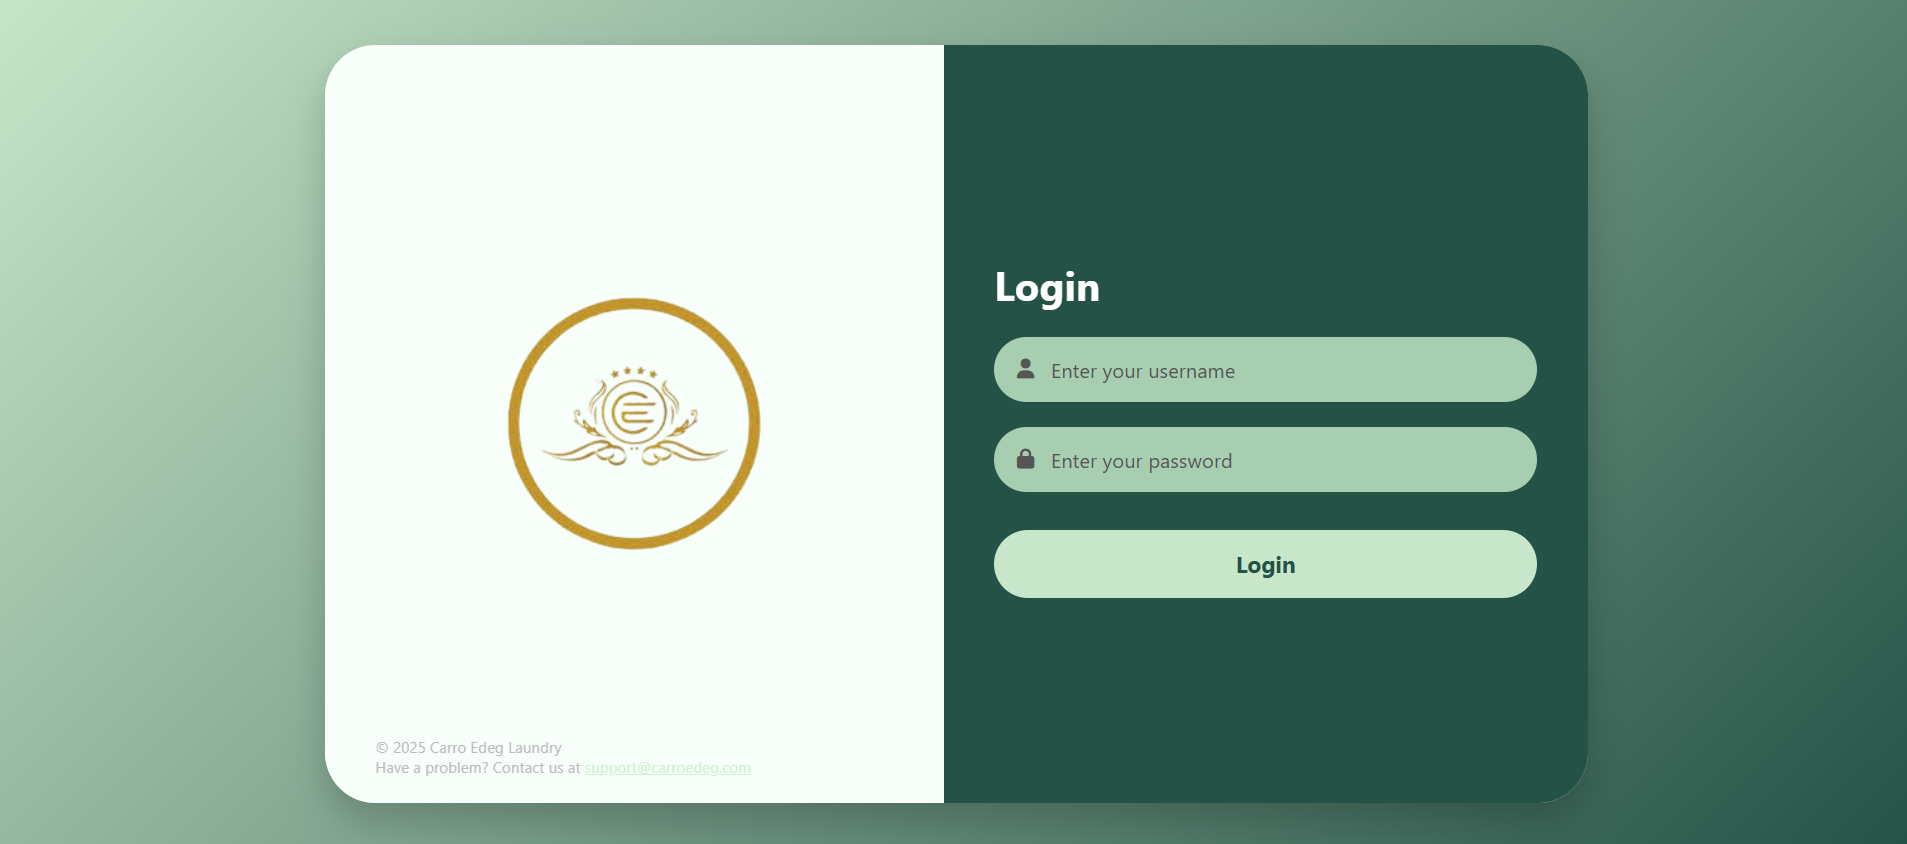 Login
Enter your username
Enter your password
Login
© 2025 Carro Edeg Laundry
Have a problem? Contact us at support@carroedeg.com